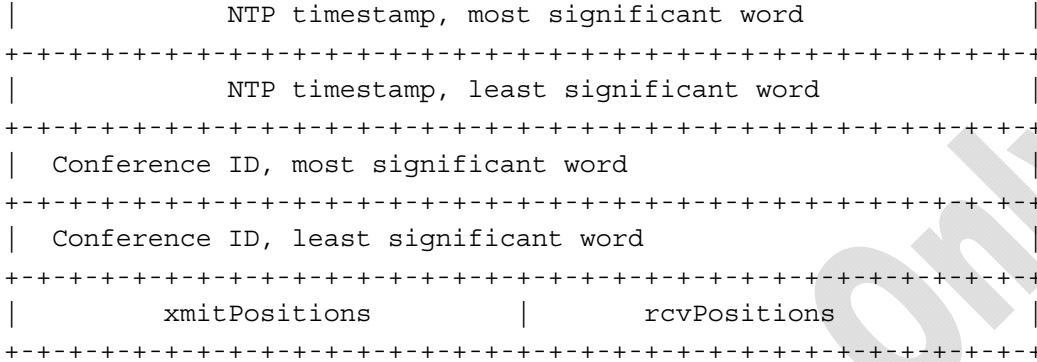 | NTP timestamp, most significant word |
+-+-+-+-+-+-+-+-+-+-+-+-+-+-+-+-+-+-+-+-+-+-+-+-+-+-+-+-+-+-+-+-+
| NTP timestamp, least significant word |
+-+-+-+-+-+-+-+-+-+-+-+-+-+-+-+-+-+-+-+-+-+-+-+-+-+-+-+-+-+-+-+-+
| Conference ID, most significant word |
+-+-+-+-+-+-+-+-+-+-+-+-+-+-+-+-+-+-+-+-+-+-+-+-+-+-+-+-+-+-+-+-+
| Conference ID, least significant word |
+-+-+-+-+-+-+-+-+-+-+-+-+-+-+-+-+-+-+-+-+-+-+-+-+-+-+-+-+-+-+-+-+
| xmitPositions | rcvPositions |
+-+-+-+-+-+-+-+-+-+-+-+-+-+-+-+-+-+-+-+-+-+-+-+-+-+-+-+-+-+-+-+-+
Only